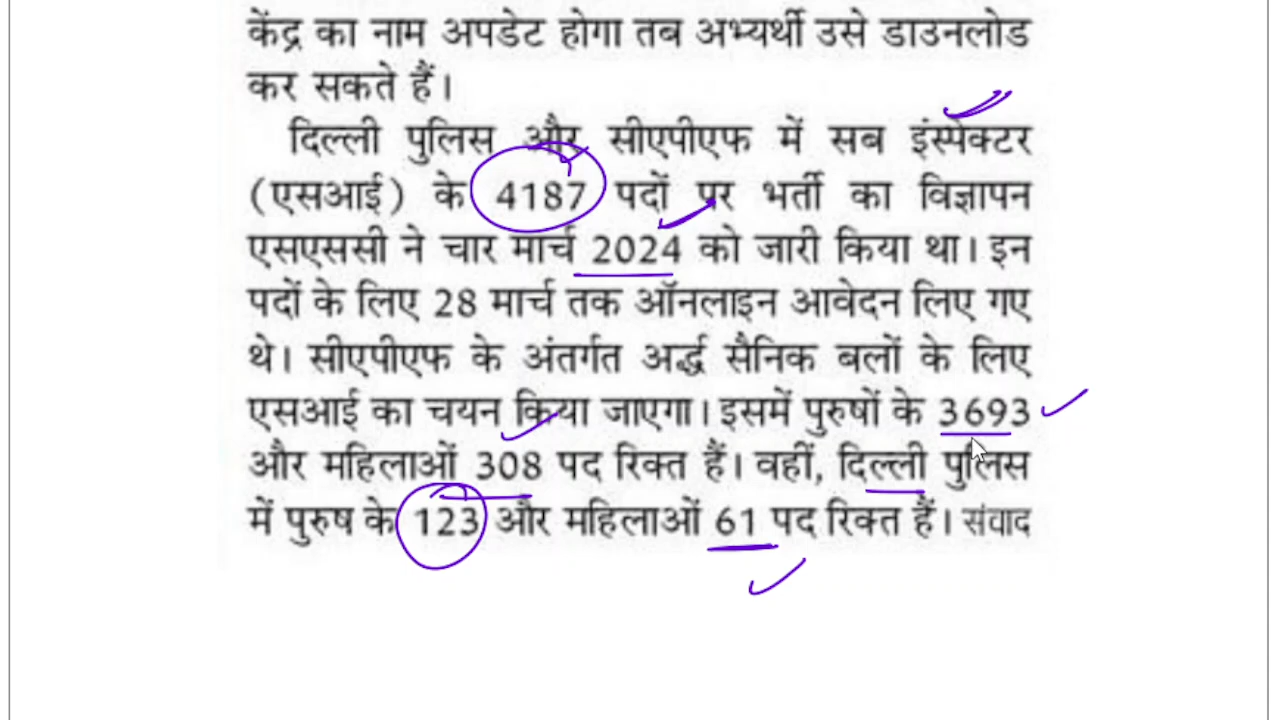 केंद्र का नाम अपडेट होगा तब अभ्यर्थी उसे डाउनलोड
कर सकते हैं।
दिल्ली पुलिस और सीएपीएफ में सब इंस्पेक्टर
(एसआई) के 4187 पदों पर भर्ती का विज्ञापन
एसएससी ने चार मार्च 2024 को जारी किया था। इन
पदों के लिए 28 मार्च तक ऑनलाइन आवेदन लिए गए
थे। सीएपीएफ के अंतर्गत अर्द्ध सैनिक बलों के लिए
एसआई का चयन किया जाएगा। इसमें पुरुषों के 3693
और महिलाओं 308 पद रिक्त हैं। वहीं, दिल्ली पुलिस
में पुरुष के 123 और महिलाओं 61 पद रिक्त हैं। संवाद